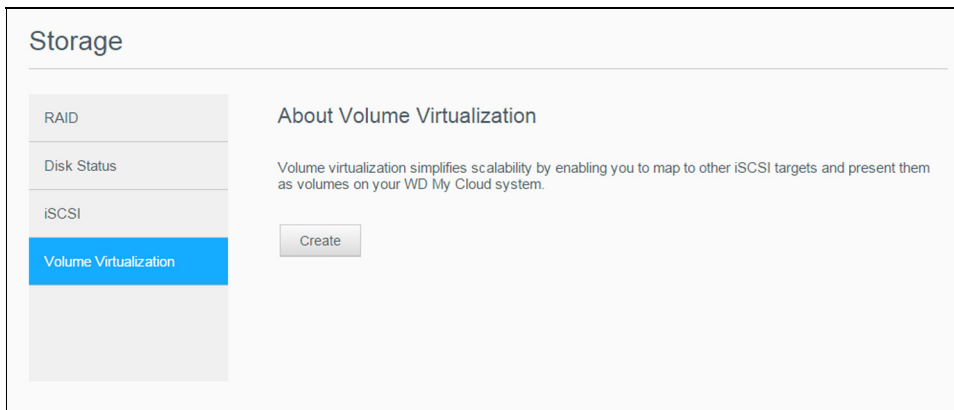 Storage
RAID
Disk Status
iSCSI
Volume Virtualization
About Volume Virtualization
Volume virtualization simplifies scalability by enabling you to map to other iSCSI targets and present them
as volumes on your WD My Cloud system.
Create